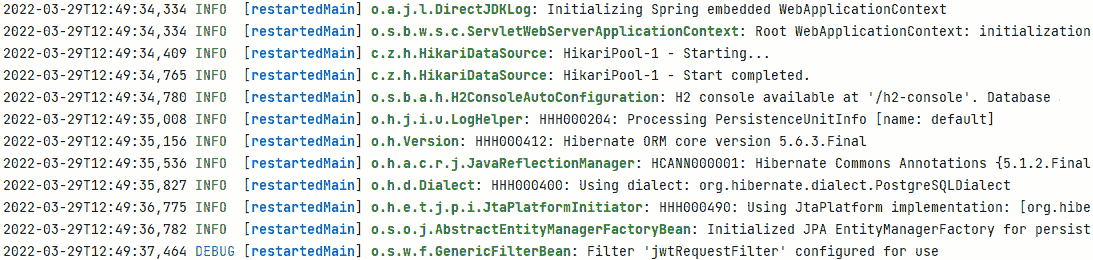 2022-03-29T12:49:34,334 INFO [restartedMain] o.a.j.l.DirectJDKLog: Initializing Spring embedded WebApplicationContext
2022-03-29T12:49:34,334 INFO [restartedMain] o.s.b.w.s.c.ServletWebServerApplicationContext: Root WebApplicationContext: initialization
2022-03-29T12:49:34,409 INFO [restartedMain] c.z.h.HikariDataSource: HikariPool-1 - Starting...
2022-03-29T12:49:34,765 INFO [restartedMain] c.z.h.HikariDataSource: HikariPool-1 - Start completed.
2022-03-29T12:49:34,780 INFO [restartedMain] o.s.b.a.h.H2ConsoleAutoConfiguration: H2 console available at '/h2-console'. Database
2022-03-29T12:49:35,008 INFO [restartedMain] o.h.j.i.u.LogHelper: HHH000204: Processing PersistenceUnitInfo [name: default]
2022-03-29T12:49:35,156 INFO [restartedMain] o.h.Version: HHH000412: Hibernate ORM core version 5.6.3.Final
2022-03-29T12:49:35,536 INFO [restartedMain] o.h.a.c.r.j.JavaReflectionManager: HCANN000001: Hibernate Commons Annotations {5.1.2.Final
2022-03-29T12:49:35,827 INFO [restartedMain] o.h.d.Dialect: HHH000400: Using dialect: org.hibernate.dialect.PostgreSQLDialect
2022-03-29T12:49:36,775 INFO [restartedMain] o.h.e.t.j.p.i.JtaPlatformInitiator: HHH000490: Using JtaPlatform implementation: [org.hibe
2022-03-29T12:49:36,782 INFO [restartedMain] o.s.o.j.AbstractEntityManagerFactoryBean: Initialized JPA EntityManagerFactory for persist
2022-03-29T12:49:37,464 DEBUG [restartedMain] o.s.w.f.GenericFilterBean: Filter 'jwtRequestFilter' configured for use